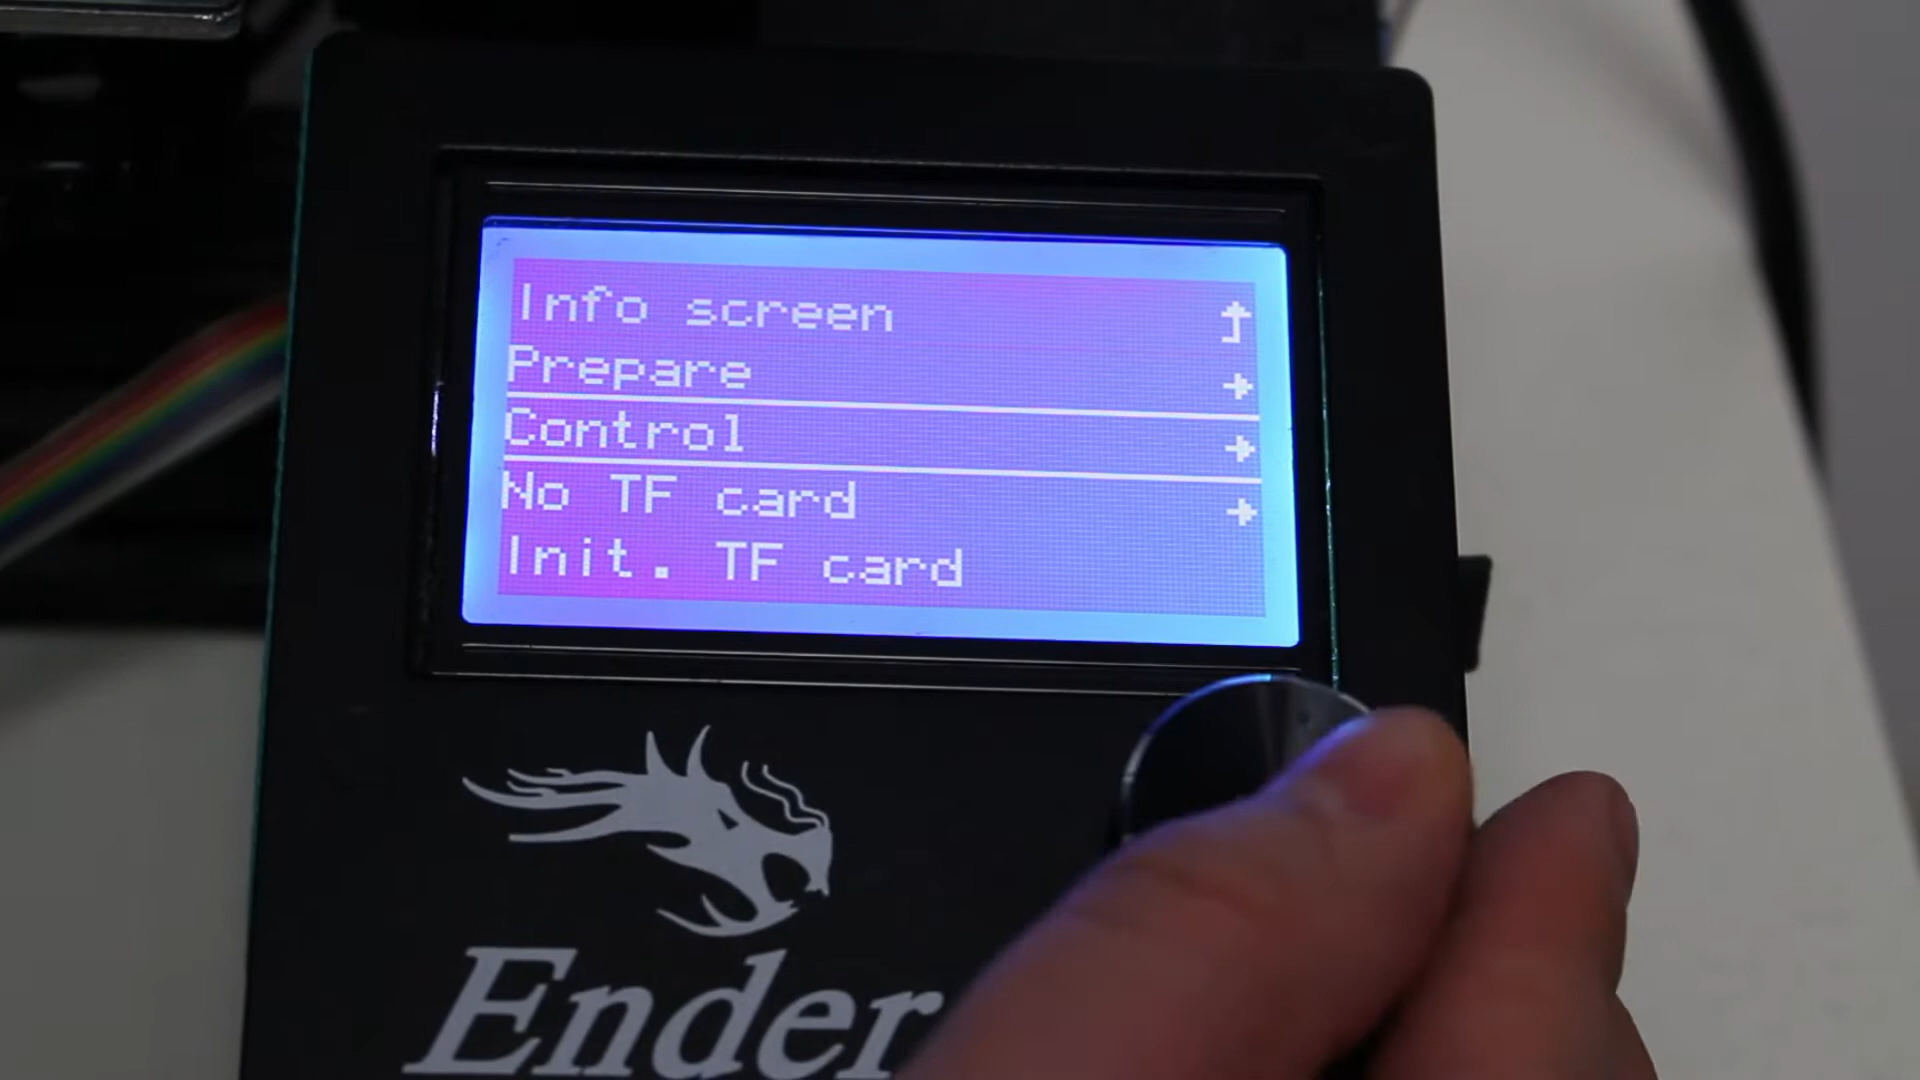 Info screen
Prepare
Control
No TF card
Init. TF card
Ender